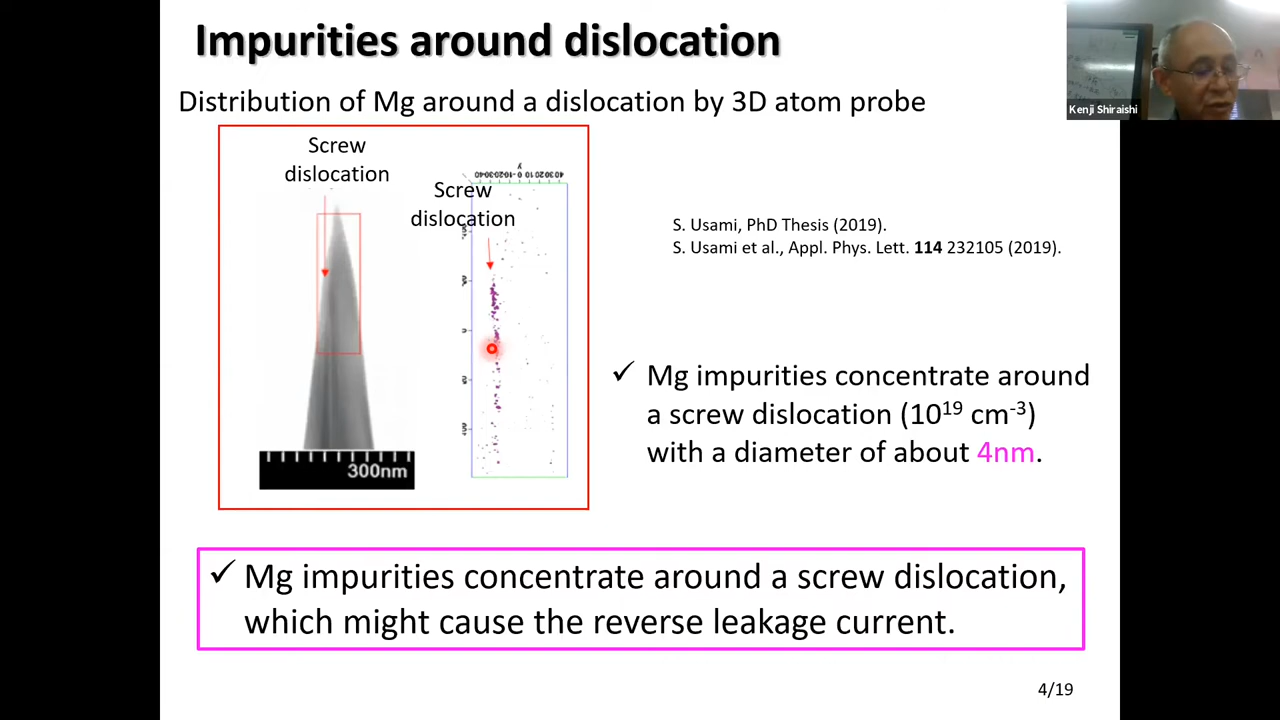 Impurities around dislocation
Kenji Shiraishi
Distribution of Mg around a dislocation by 3D atom probe
Screw
dislocation
Screw
dislocation
300nm
S. Usami, PhD Thesis (2019).
S. Usami et al., Appl. Phys. Lett. 114 232105 (2019).
✓ Mg impurities concentrate around
a screw dislocation (10¹⁹ cm⁻³)
with a diameter of about 4nm.
✓ Mg impurities concentrate around a screw dislocation,
which might cause the reverse leakage current.
4/19